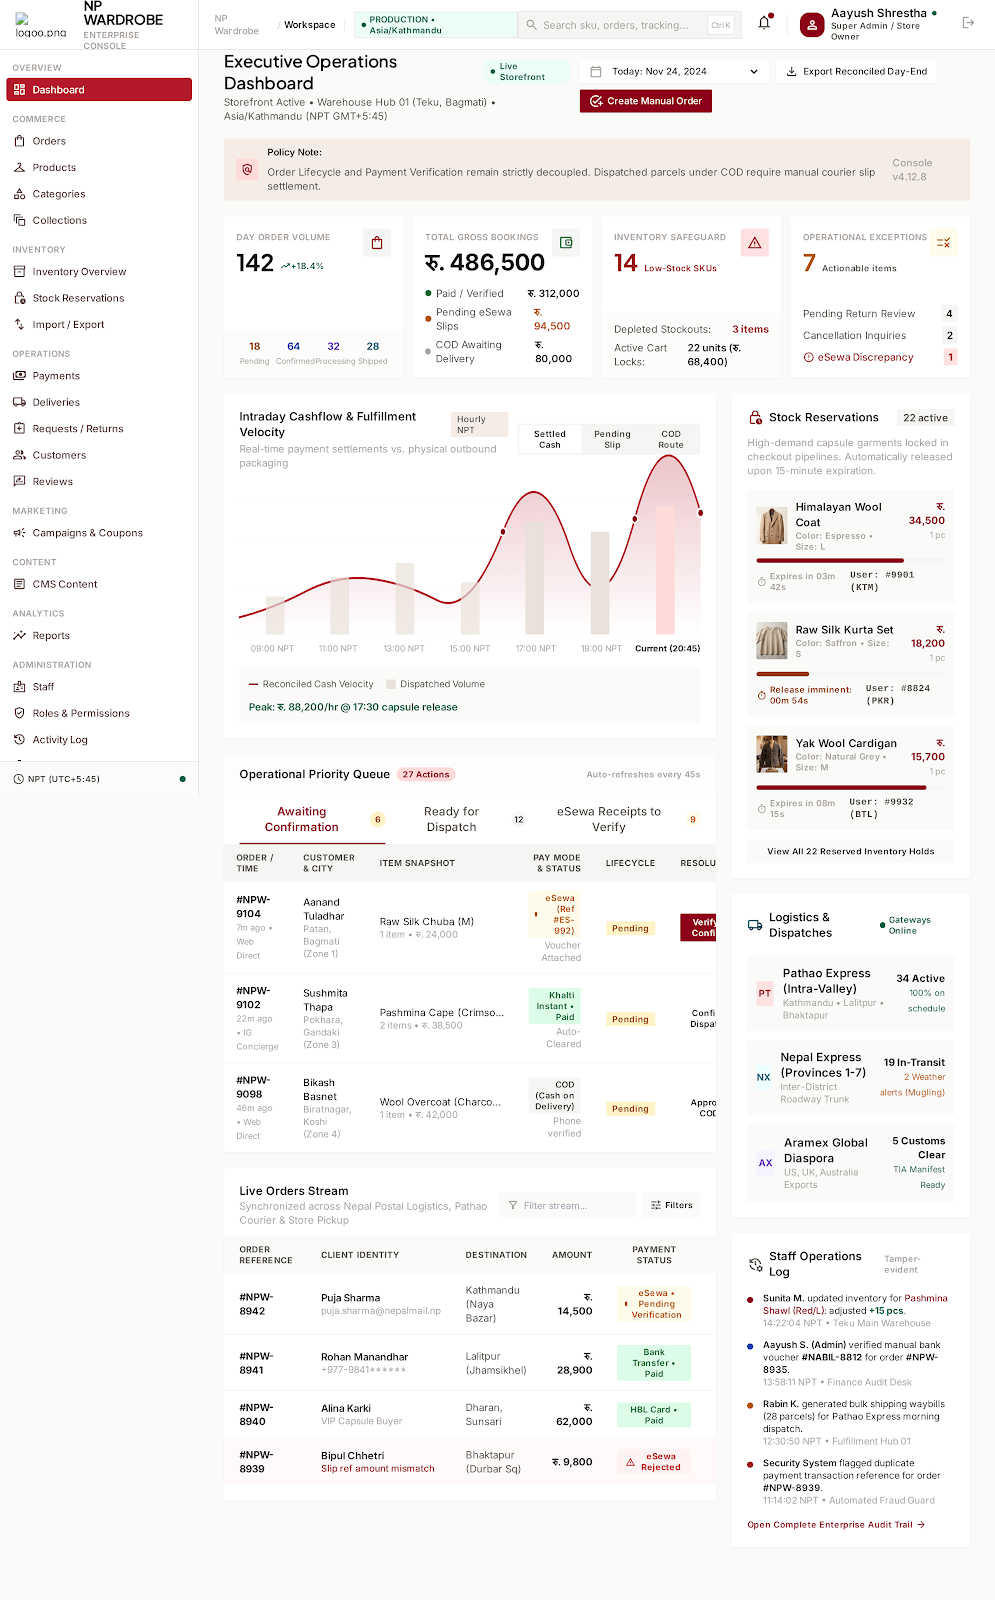 logoo.png
NP WARDROBE
ENTERPRISE CONSOLE
OVERVIEW
Dashboard
COMMERCE
Orders
Products
Categories
Collections
INVENTORY
Inventory Overview
Stock Reservations
Import / Export
OPERATIONS
Payments
Deliveries
Requests / Returns
Customers
Reviews
MARKETING
Campaigns & Coupons
CONTENT
CMS Content
ANALYTICS
Reports
ADMINISTRATION
Staff
Roles & Permissions
Activity Log
NPT (UTC+5:45)
NP Wardrobe / Workspace
PRODUCTION • Asia/Kathmandu
Search sku, orders, tracking...
Ctrl K
Aayush Shrestha
Super Admin / Store Owner
Executive Operations Dashboard
Live Storefront
Storefront Active • Warehouse Hub 01 (Teku, Bagmati) •
Asia/Kathmandu (NPT GMT+5:45)
Today: Nov 24, 2024
Export Reconciled Day-End
Create Manual Order
Policy Note:
Order Lifecycle and Payment Verification remain strictly decoupled. Dispatched parcels under COD require manual courier slip
settlement.
Console v4.12.8
DAY ORDER VOLUME
142 +18.4%
18 64 32 28
Pending Confirmed Processing Shipped
TOTAL GROSS BOOKINGS
रु. 486,500
Paid / Verified रु. 312,000
Pending eSewa Slips रु. 94,500
COD Awaiting Delivery रु. 80,000
INVENTORY SAFEGUARD
14 Low-Stock SKUs
Depleted Stockouts: 3 items
Active Cart Locks: 22 units (रु. 68,400)
OPERATIONAL EXCEPTIONS
7 Actionable items
Pending Return Review 4
Cancellation Inquiries 2
eSewa Discrepancy 1
Intraday Cashflow & Fulfillment Velocity
Hourly NPT
Real-time payment settlements vs. physical outbound
packaging
Settled Cash
Pending Slip
COD Route
09:00 NPT 11:00 NPT 13:00 NPT 15:00 NPT 17:00 NPT 19:00 NPT Current (20:45)
Reconciled Cash Velocity Dispatched Volume
Peak: रु. 88,200/hr @ 17:30 capsule release
Operational Priority Queue 27 Actions
Auto-refreshes every 45s
Awaiting Confirmation 6
Ready for Dispatch 12
eSewa Receipts to Verify 9
ORDER / TIME CUSTOMER & CITY ITEM SNAPSHOT PAY MODE & STATUS LIFECYCLE RESOLU
#NPW-9104
7m ago • Web Direct
Aanand Tuladhar
Patan, Bagmati (Zone 1)
Raw Silk Chuba (M)
1 item • रु. 24,000
eSewa (Ref #ES-992)
Voucher Attached
Pending
Verify
Confi
#NPW-9102
22m ago • IG Concierge
Sushmita Thapa
Pokhara, Gandaki (Zone 3)
Pashmina Cape (Crimso...
2 items • रु. 38,500
Khalti Instant • Paid
Auto-Cleared
Pending
Confi
Dispat
#NPW-9098
46m ago • Web Direct
Bikash Basnet
Biratnagar, Koshi (Zone 4)
Wool Overcoat (Charco...
1 item • रु. 42,000
COD (Cash on Delivery)
Phone verified
Pending
Appro
COD
Live Orders Stream
Synchronized across Nepal Postal Logistics, Pathao
Courier & Store Pickup
Filter stream...
Filters
ORDER REFERENCE CLIENT IDENTITY DESTINATION AMOUNT PAYMENT STATUS
#NPW-8942
Puja Sharma
puja.sharma@nepalmail.np
Kathmandu (Naya Bazar)
रु. 14,500
eSewa • Pending Verification
#NPW-8941
Rohan Manandhar
+977-9841******
Lalitpur (Jhamsikhel)
रु. 28,900
Bank Transfer • Paid
#NPW-8940
Alina Karki
VIP Capsule Buyer
Dharan, Sunsari
रु. 62,000
HBL Card • Paid
#NPW-8939
Bipul Chhetri
Slip ref amount mismatch
Bhaktapur (Durbar Sq)
रु. 9,800
eSewa Rejected
Stock Reservations 22 active
High-demand capsule garments locked in
checkout pipelines. Automatically released
upon 15-minute expiration.
Himalayan Wool Coat
रु. 34,500
Color: Espresso • Size: L
1 pc
Expires in 03m 42s
User: #9901 (KTM)
Raw Silk Kurta Set
रु. 18,200
Color: Saffron • Size: S
1 pc
Release imminent: 00m 54s
User: #8824 (PKR)
Yak Wool Cardigan
रु. 15,700
Color: Natural Grey • Size: M
1 pc
Expires in 08m 15s
User: #9932 (BTL)
View All 22 Reserved Inventory Holds
Logistics & Dispatches
Gateways Online
PT
Pathao Express (Intra-Valley)
Kathmandu • Lalitpur • Bhaktapur
34 Active
100% on schedule
NX
Nepal Express (Provinces 1-7)
Inter-District Roadway Trunk
19 In-Transit
2 Weather alerts (Mugling)
AX
Aramex Global Diaspora
US, UK, Australia Exports
5 Customs Clear
TIA Manifest Ready
Staff Operations Log
Tamper-evident
Sunita M. updated inventory for Pashmina
Shawl (Red/L): adjusted +15 pcs.
14:22:04 NPT • Teku Main Warehouse
Aayush S. (Admin) verified manual bank
voucher #NABIL-8812 for order #NPW-
8935.
13:58:11 NPT • Finance Audit Desk
Rabin K. generated bulk shipping waybills
(28 parcels) for Pathao Express morning
dispatch.
12:30:50 NPT • Fulfillment Hub 01
Security System flagged duplicate
payment transaction reference for order
#NPW-8939.
11:14:02 NPT • Automated Fraud Guard
Open Complete Enterprise Audit Trail →